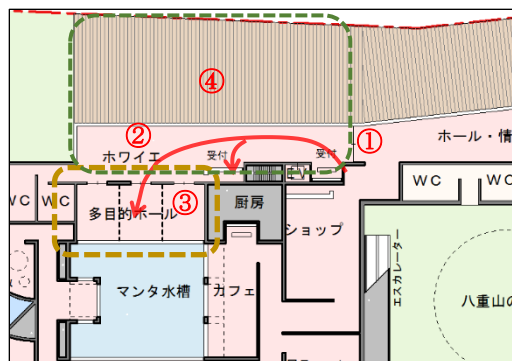 ④
②
①
ホワイエ
受付
受付
ホール・情
WC
WC
WC
WC
多目的ホール
③
厨房
ショップ
エスカレーター
マンタ水槽
カフェ
八重山の